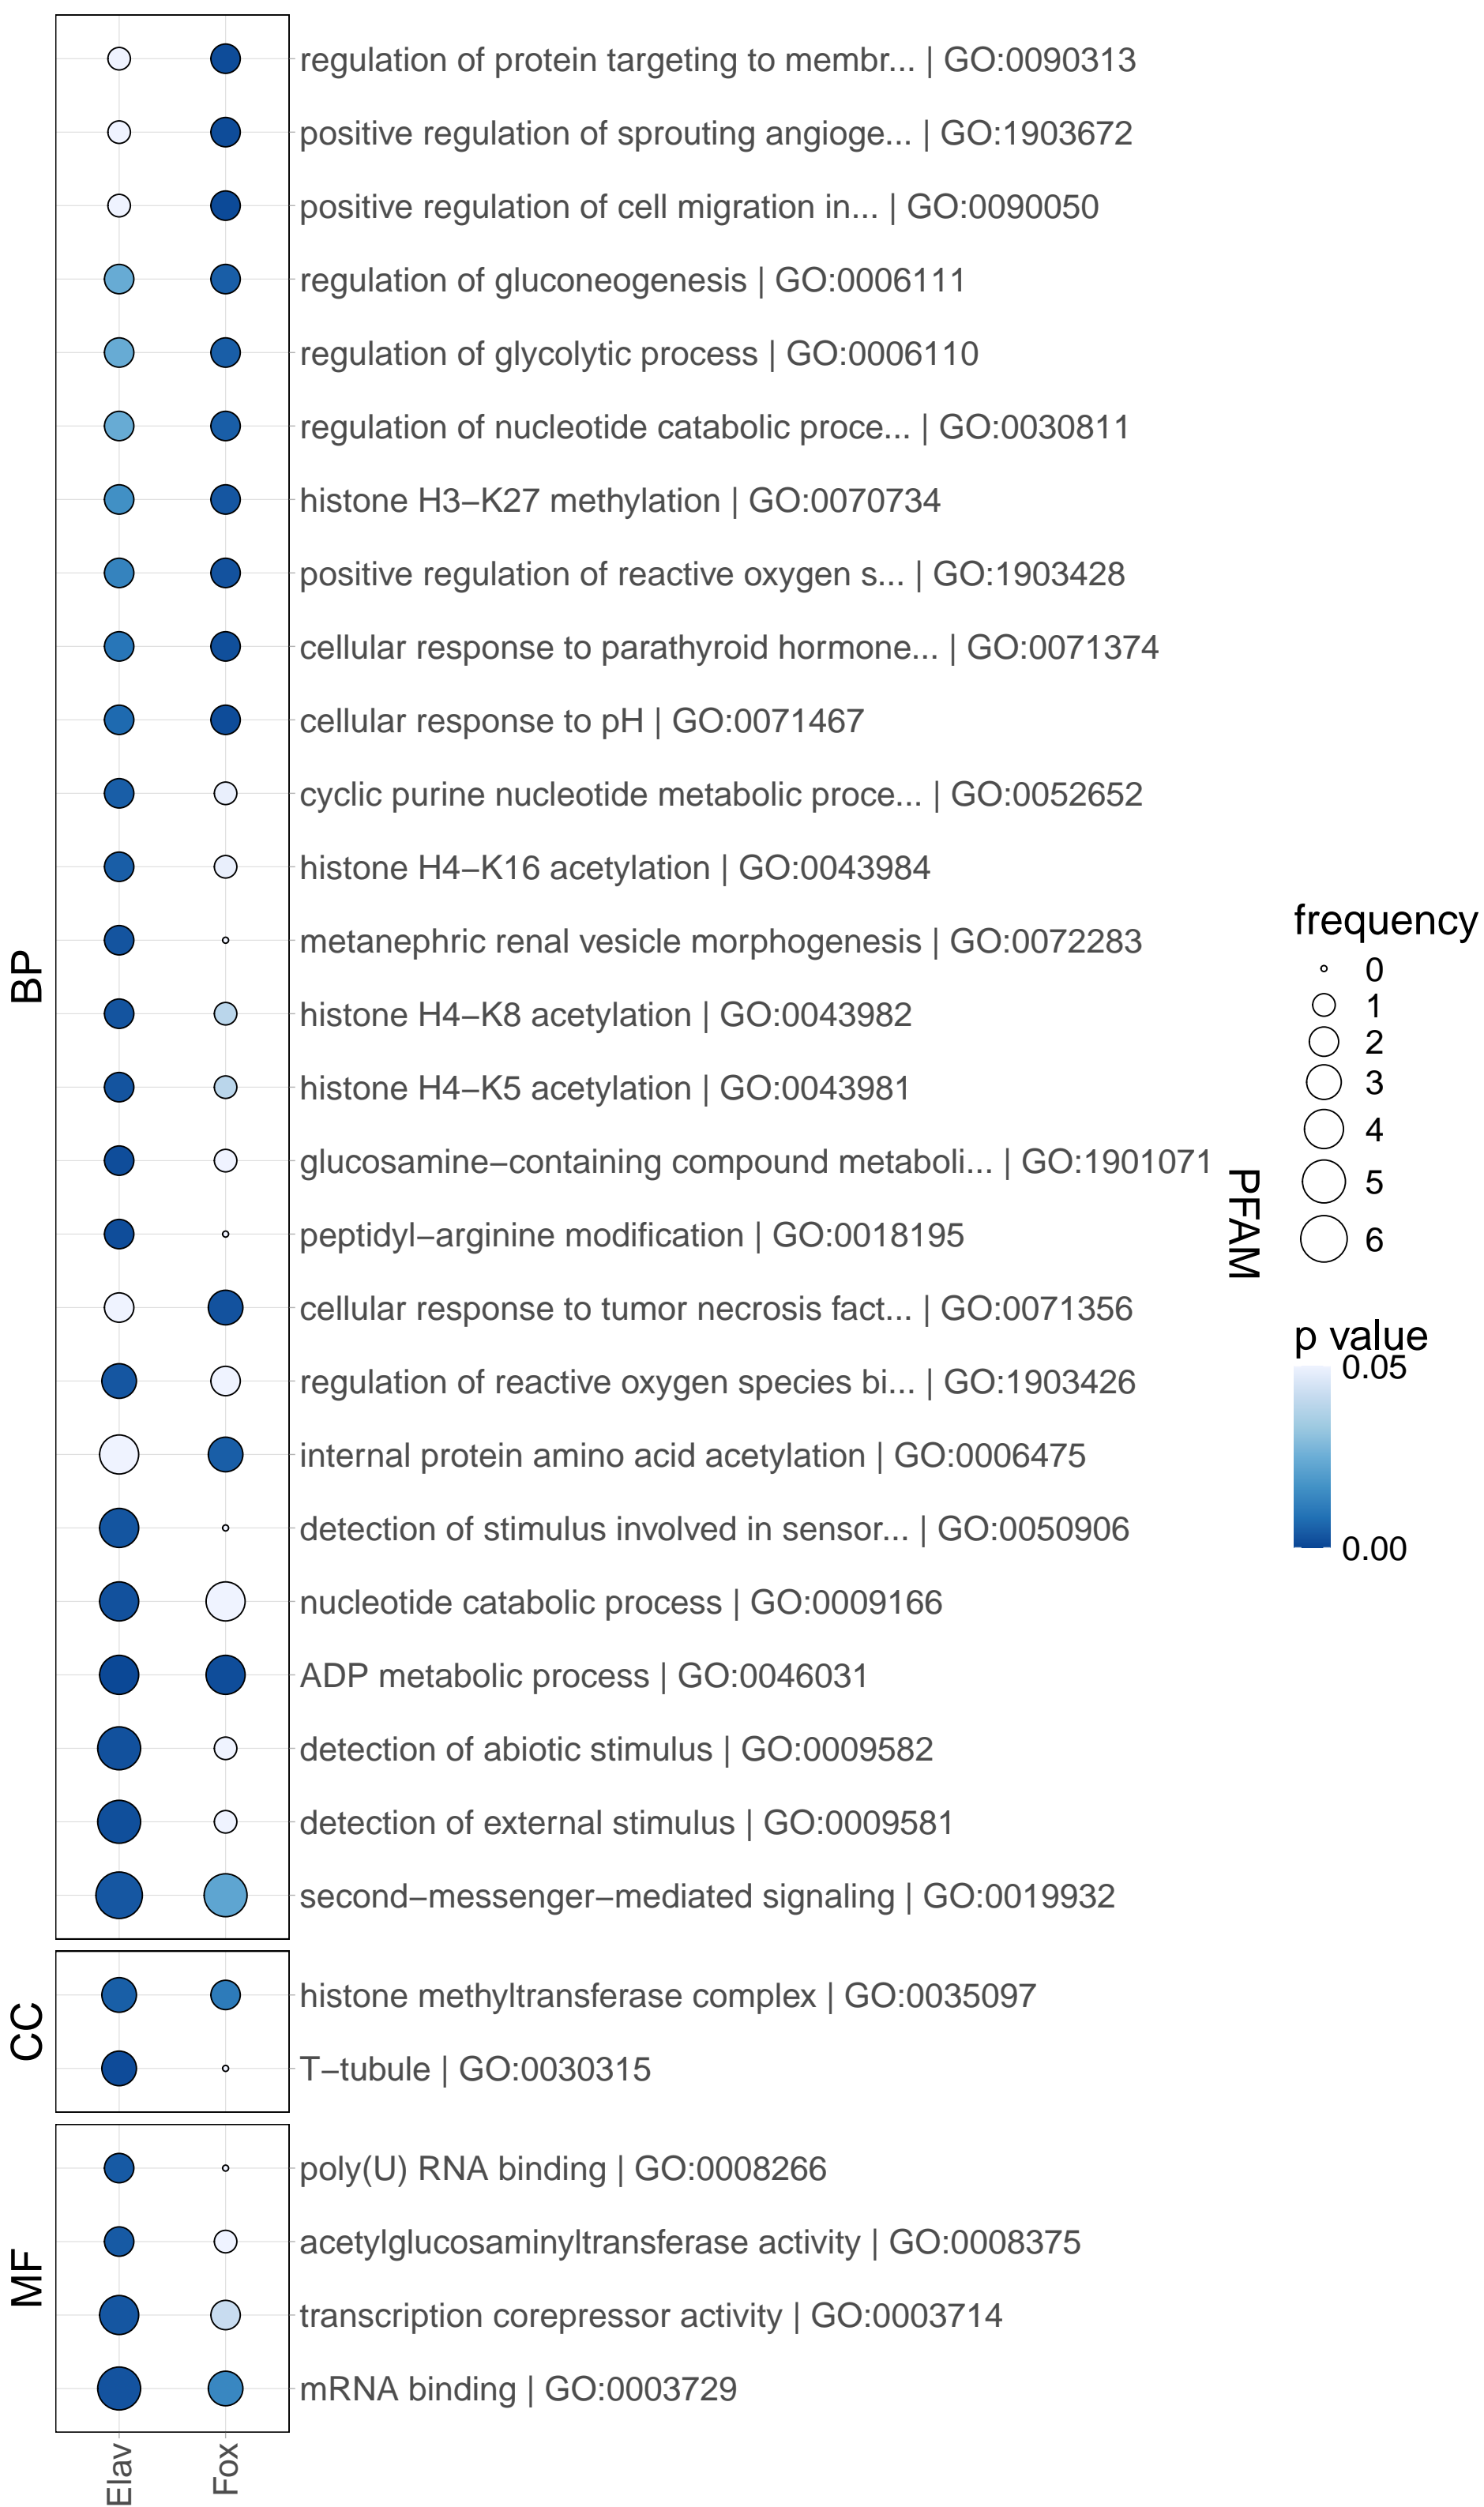 BP
regulation of protein targeting to membr... | GO:0090313
positive regulation of sprouting angioge... | GO:1903672
positive regulation of cell migration in... | GO:0090050
regulation of gluconeogenesis | GO:0006111
regulation of glycolytic process | GO:0006110
regulation of nucleotide catabolic proce... | GO:0030811
histone H3−K27 methylation | GO:0070734
positive regulation of reactive oxygen s... | GO:1903428
cellular response to parathyroid hormone... | GO:0071374
cellular response to pH | GO:0071467
cyclic purine nucleotide metabolic proce... | GO:0052652
histone H4−K16 acetylation | GO:0043984
metanephric renal vesicle morphogenesis | GO:0072283
histone H4−K8 acetylation | GO:0043982
histone H4−K5 acetylation | GO:0043981
glucosamine−containing compound metaboli... | GO:1901071
peptidyl−arginine modification | GO:0018195
cellular response to tumor necrosis fact... | GO:0071356
regulation of reactive oxygen species bi... | GO:1903426
internal protein amino acid acetylation | GO:0006475
detection of stimulus involved in sensor... | GO:0050906
nucleotide catabolic process | GO:0009166
ADP metabolic process | GO:0046031
detection of abiotic stimulus | GO:0009582
detection of external stimulus | GO:0009581
second−messenger−mediated signaling | GO:0019932
CC
histone methyltransferase complex | GO:0035097
T−tubule | GO:0030315
MF
poly(U) RNA binding | GO:0008266
acetylglucosaminyltransferase activity | GO:0008375
transcription corepressor activity | GO:0003714
mRNA binding | GO:0003729
Elav
Fox
PFAM
frequency
0
1
2
3
4
5
6
p value
0.05
0.00